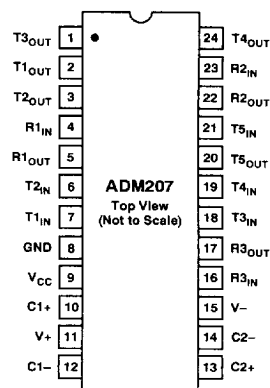 T3OUT 1 24 T4OUT
T1OUT 2 23 R2IN
T2OUT 3 22 R2OUT
R1IN 4 21 T5IN
R1OUT 5 20 T5OUT
T2IN 6 ADM207 19 T4IN
T1IN 7 Top View 18 T3IN
(Not to Scale)
GND 8 17 R3OUT
VCC 9 16 R3IN
C1+ 10 15 V–
V+ 11 14 C2–
C1– 12 13 C2+